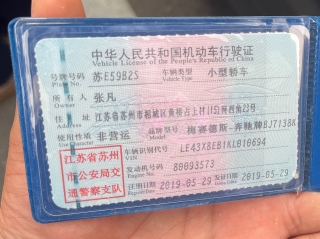 中华人民共和国机动车行驶证
Vehicle License of the People's Republic of China
号牌号码 苏E59B2S 车辆类型 小型轿车
Plate No. Vehicle Type
所有人 张凡
Owner
住址 江苏省苏州市相城区黄桥占上村
Address
使用性质 非营运 品牌型号 梅赛德斯-奔驰牌BJ7138K
Use Character Model
江苏省苏州市公安局交通警察支队
车辆识别代号 LE43X8EB1KL010694
VIN
发动机号码 80093573
Engine No.
注册日期 2019-05-29 发证日期 2019-05-29
Register Date Issue Date